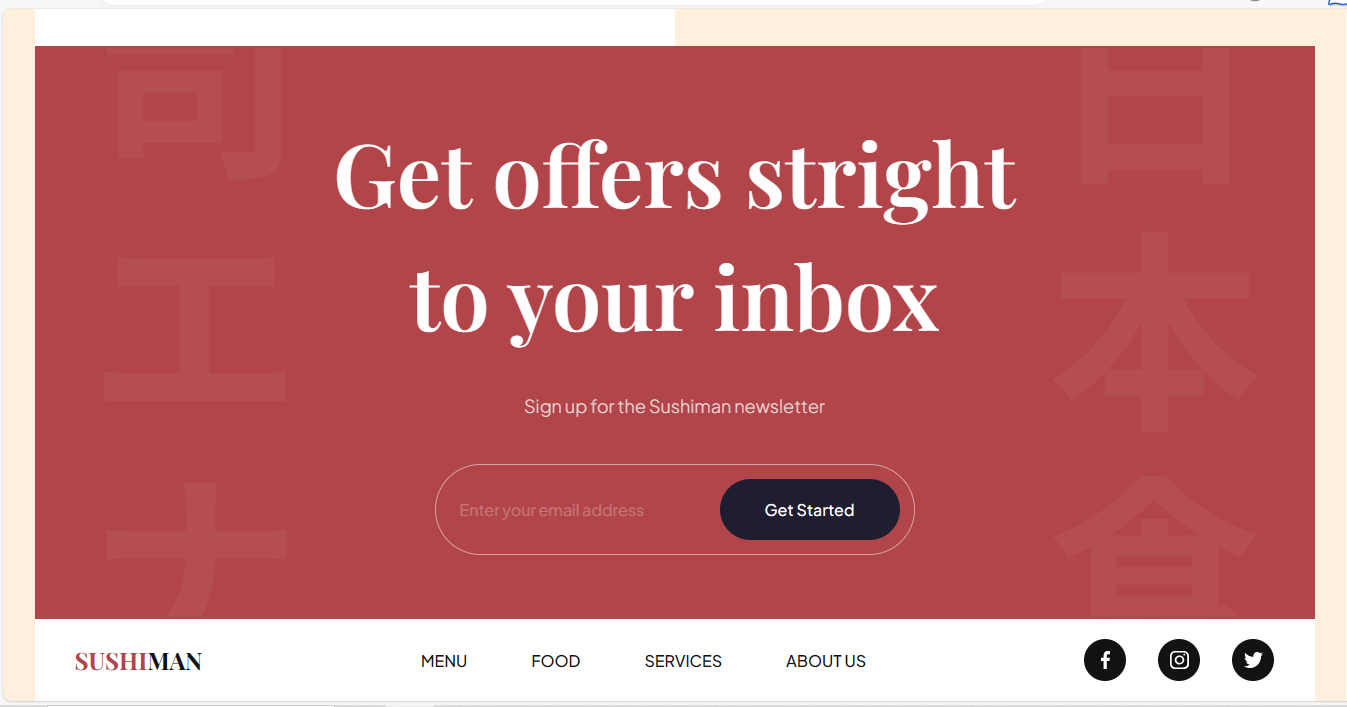 Get offers stright
to your inbox
Sign up for the Sushiman newsletter
Enter your email address
Get Started
司
工
ナ
日
本
食
SUSHIMAN
MENU FOOD SERVICES ABOUT US